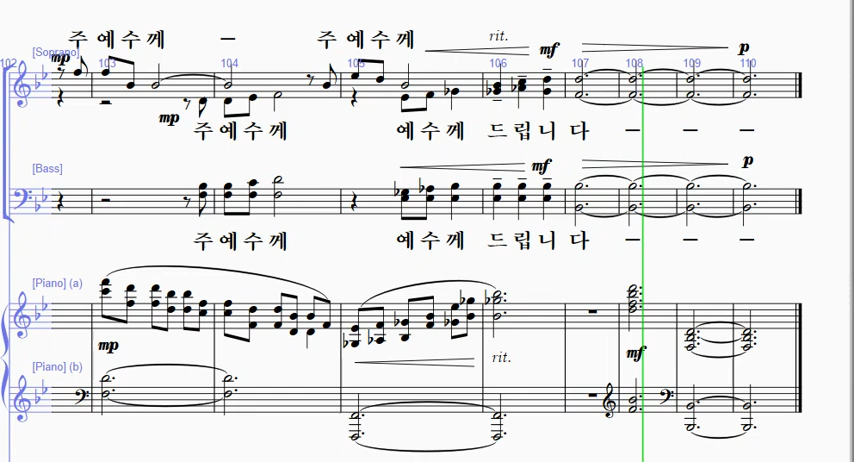 주 예 수 께 – 주 예 수 께 rit.
[Soprano] mp mf p
102 103 104 105 106 107 108 109 110
mp
주 예 수 께 예 수 께 드 립 니 다 – – –
[Bass] mf p
주 예 수 께 예 수 께 드 립 니 다 – – –
[Piano] (a)
mp rit. mf
[Piano] (b)